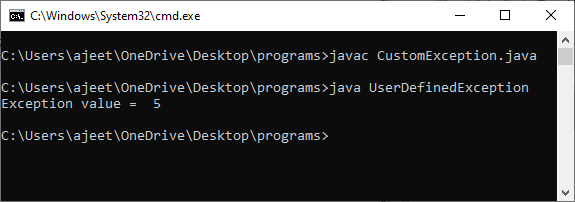 C:\Windows\System32\cmd.exe
C:\Users\ajeet\OneDrive\Desktop\programs>javac CustomException.java
C:\Users\ajeet\OneDrive\Desktop\programs>java UserDefinedException
Exception value =  5
C:\Users\ajeet\OneDrive\Desktop\programs>